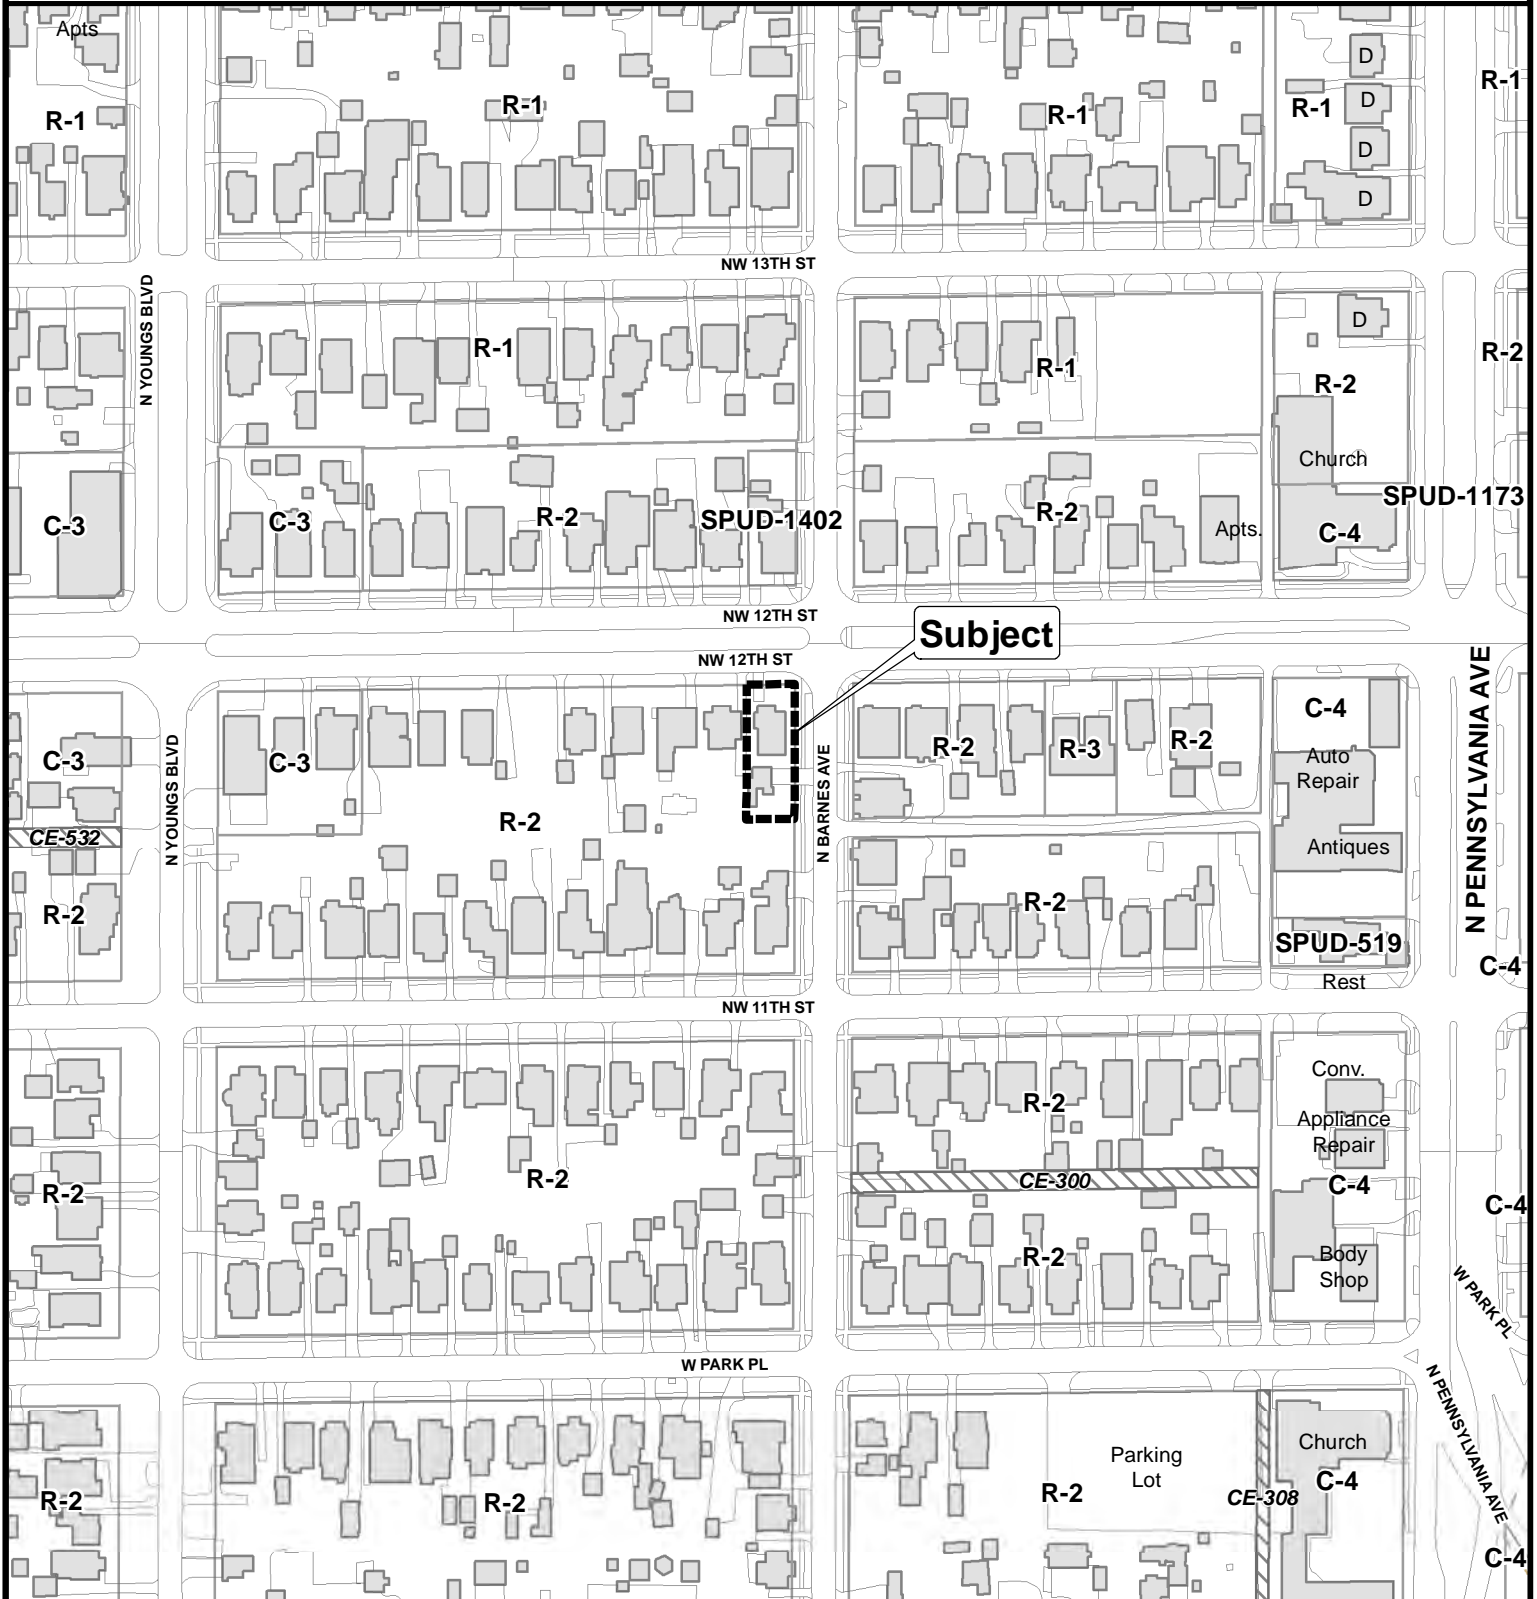 Apts
D
R-1
D
R-1
R-1
R-1
R-1
D
D
NW 13TH ST
N YOUNGS BLVD
D
R-1
R-1
R-2
R-2
Church
SPUD-1173
C-3
C-3
R-2
SPUD-1402
R-2
Apts.
C-4
NW 12TH ST
Subject
NW 12TH ST
N PENNSYLVANIA AVE
C-4
C-3
C-3
R-2
R-3
R-2
Auto
Repair
N YOUNGS BLVD
N BARNES AVE
R-2
CE-532
Antiques
R-2
R-2
SPUD-519
C-4
Rest
NW 11TH ST
Conv.
R-2
Appliance
Repair
R-2
R-2
CE-300
C-4
C-4
R-2
Body
Shop
W PARK PL
W PARK PL
N PENNSYLVANIA AVE
Church
Parking
Lot
R-2
R-2
R-2
CE-308
C-4
C-4